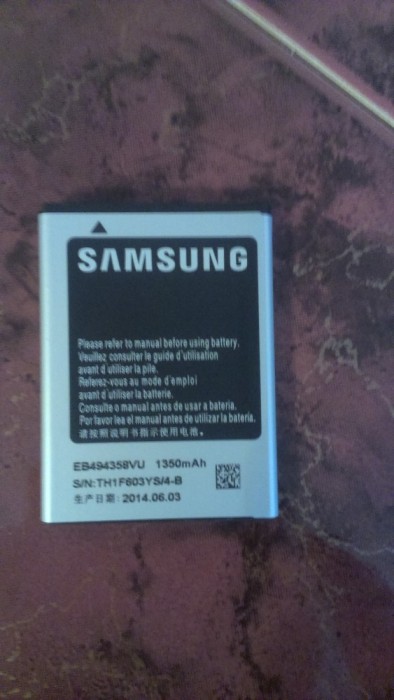 SAMSUNG
Please refer to manual before using battery.
Veuillez consulter le guide d'utilisation
avant d'utiliser la pile.
Referez-vous au mode d'emploi
avant d'utiliser la batterie.
Consulte o manual antes de usar a bateria.
Por favor lea el manual antes de utilizar la batería.
请按照说明书指示使用电池。
EB494358VU 1350mAh
S/N:TH1F603YS/4-B
生产日期: 2014.06.03